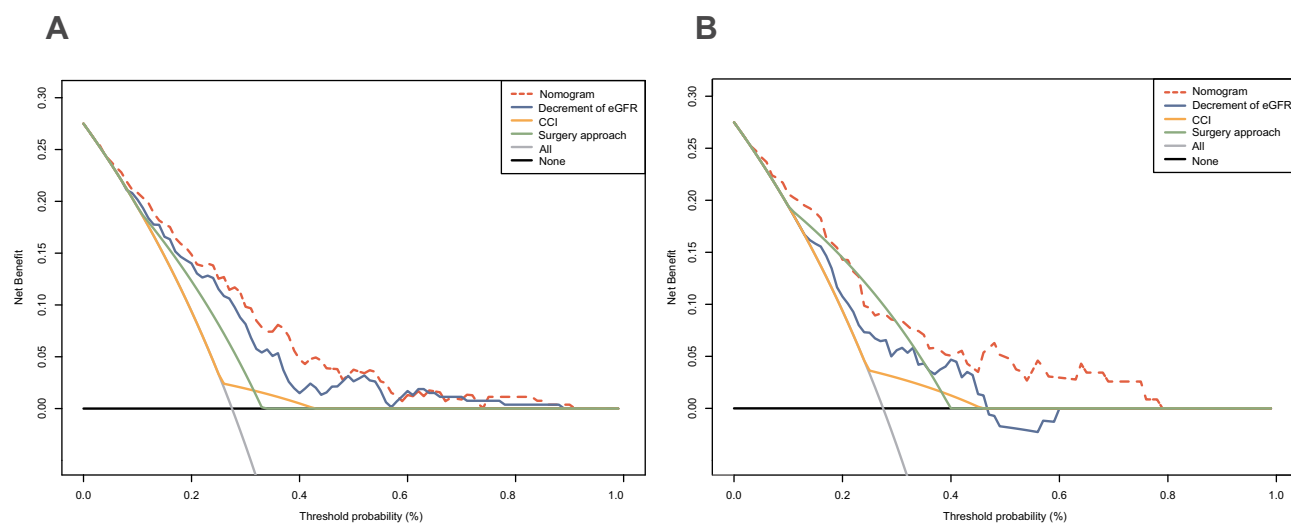 A
0.00 0.05 0.10 0.15 0.20 0.25 0.30
Net Benefit
Nomogram
Decrement of eGFR
CCI
Surgery approach
All
None
0.0 0.2 0.4 0.6 0.8 1.0
Threshold probability (%)
B
0.00 0.05 0.10 0.15 0.20 0.25 0.30
Net Benefit
Nomogram
Decrement of eGFR
CCI
Surgery approach
All
None
0.0 0.2 0.4 0.6 0.8 1.0
Threshold probability (%)